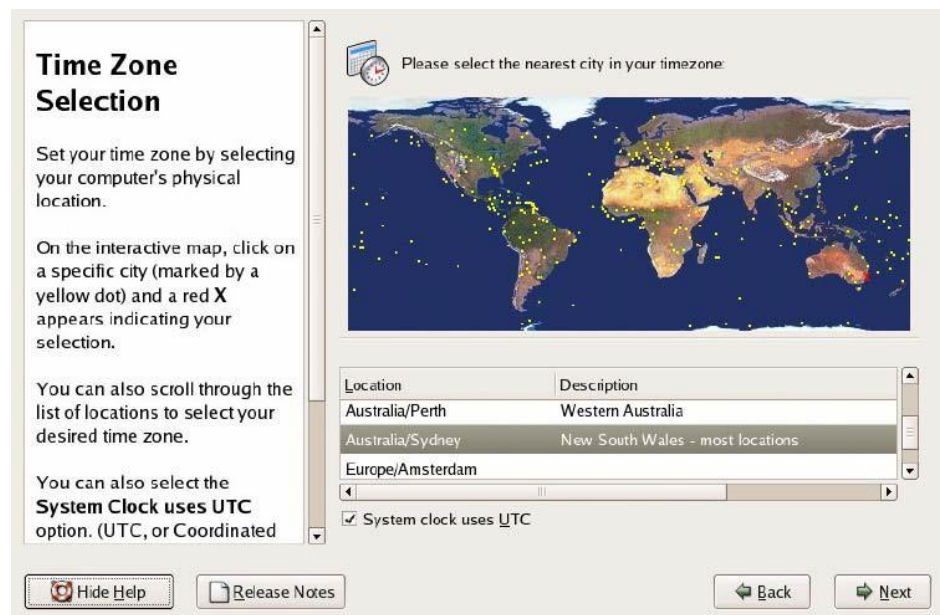 Time Zone
Selection
Set your time zone by selecting
your computer's physical
location.
On the interactive map, click on
a specific city (marked by a
yellow dot) and a red X
appears indicating your
selection.
You can also scroll through the
list of locations to select your
desired time zone.
You can also select the
System Clock uses UTC
option. (UTC, or Coordinated
Please select the nearest city in your timezone:
Location Description
Australia/Perth Western Australia
Australia/Sydney New South Wales - most locations
Europe/Amsterdam
System clock uses UTC
Hide Help Release Notes Back Next